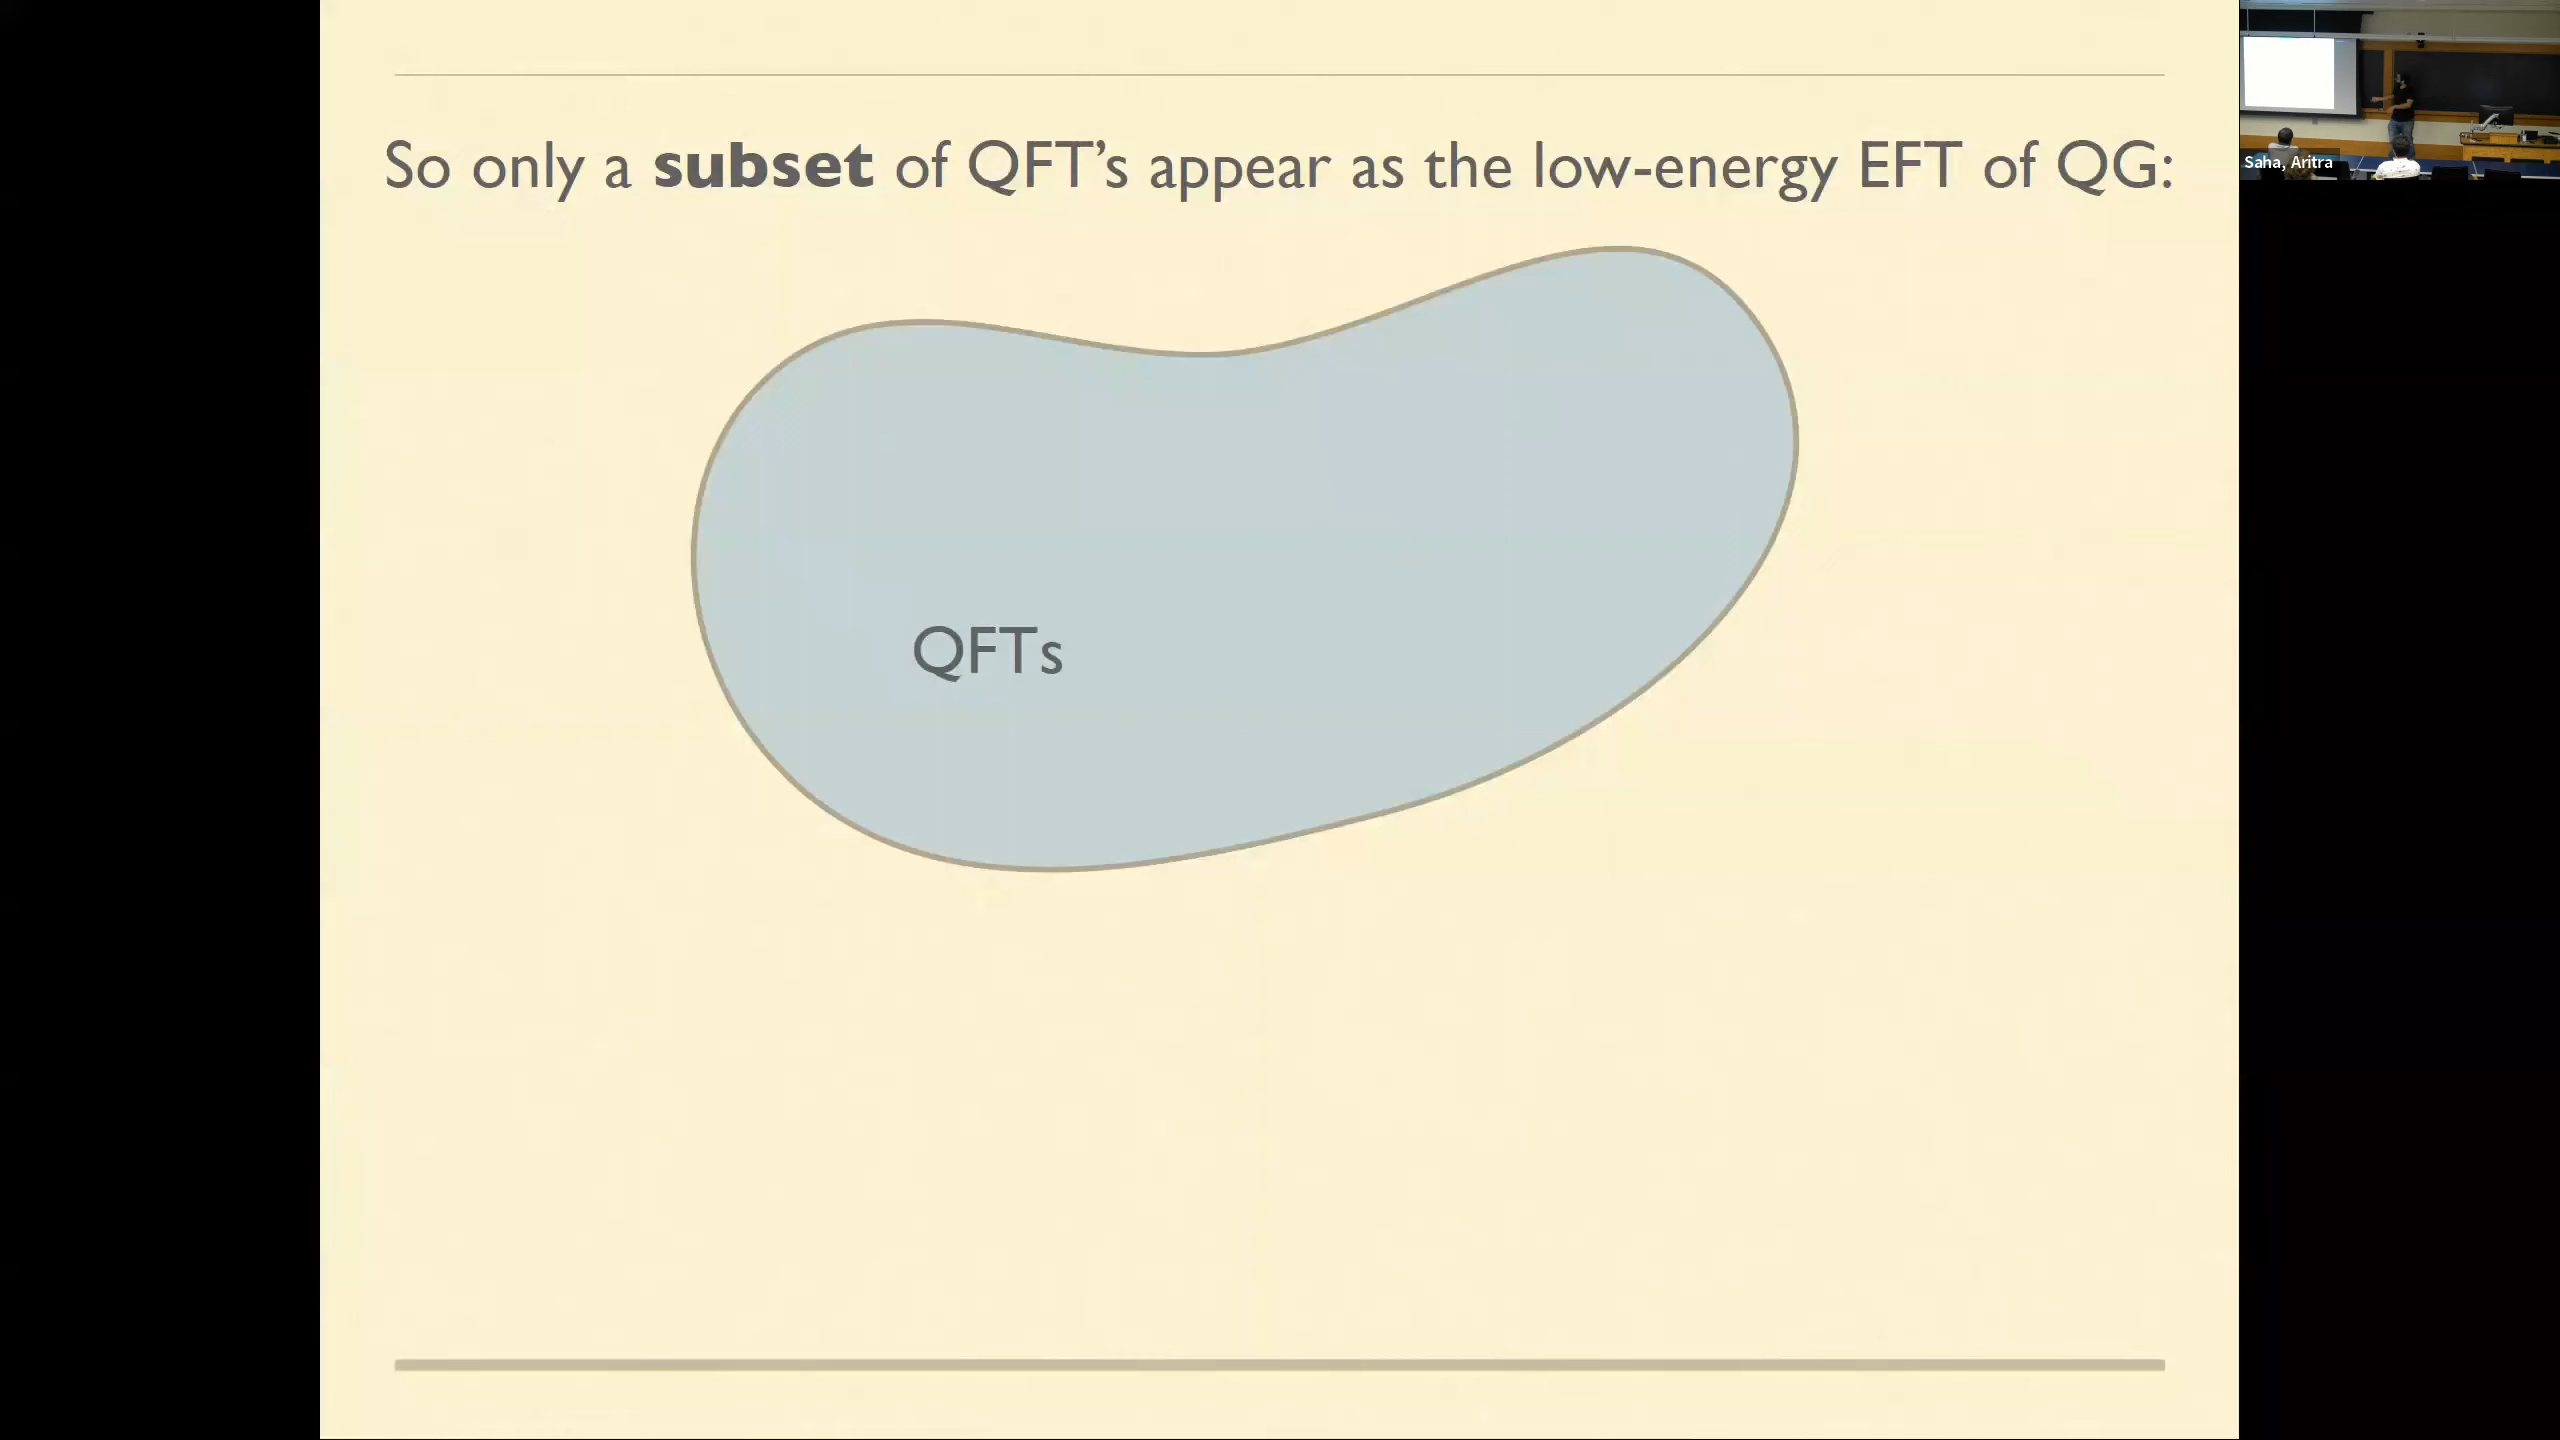 So only a subset of QFT’s appear as the low-energy EFT of QG:
QFTs
Saha, Aritra